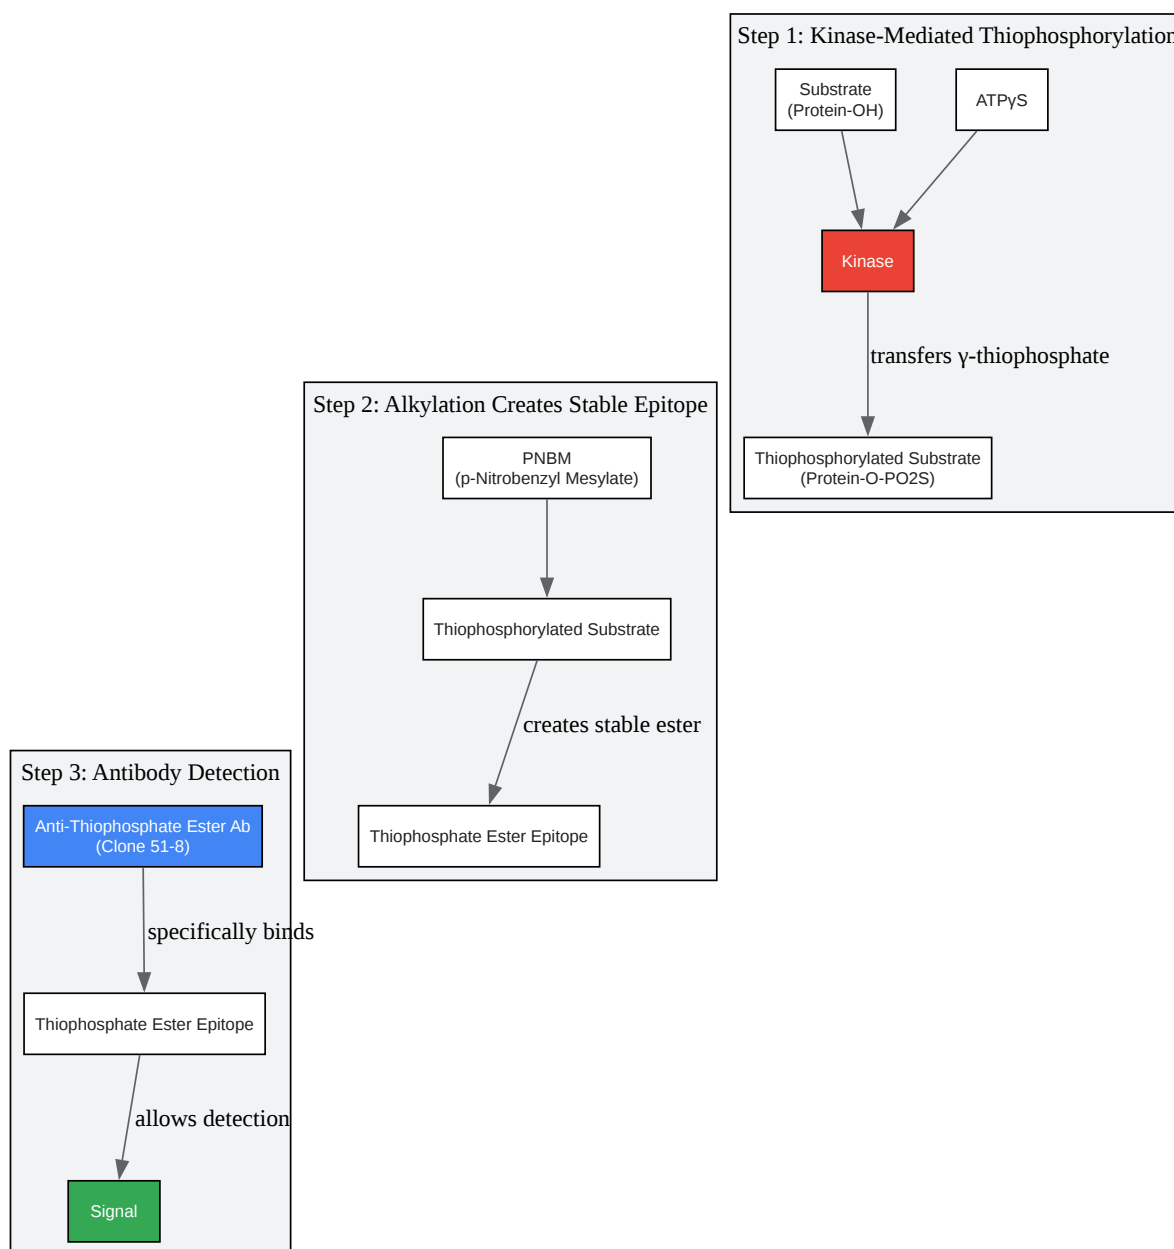 Step 1: Kinase-Mediated Thiophosphorylation
Substrate
(Protein-OH)
ATPγS
Kinase
transfers γ-thiophosphate
Thiophosphorylated Substrate
(Protein-O-PO2S)
Step 2: Alkylation Creates Stable Epitope
PNBM
(p-Nitrobenzyl Mesylate)
Thiophosphorylated Substrate
creates stable ester
Thiophosphate Ester Epitope
Step 3: Antibody Detection
Anti-Thiophosphate Ester Ab
(Clone 51-8)
specifically binds
Thiophosphate Ester Epitope
allows detection
Signal